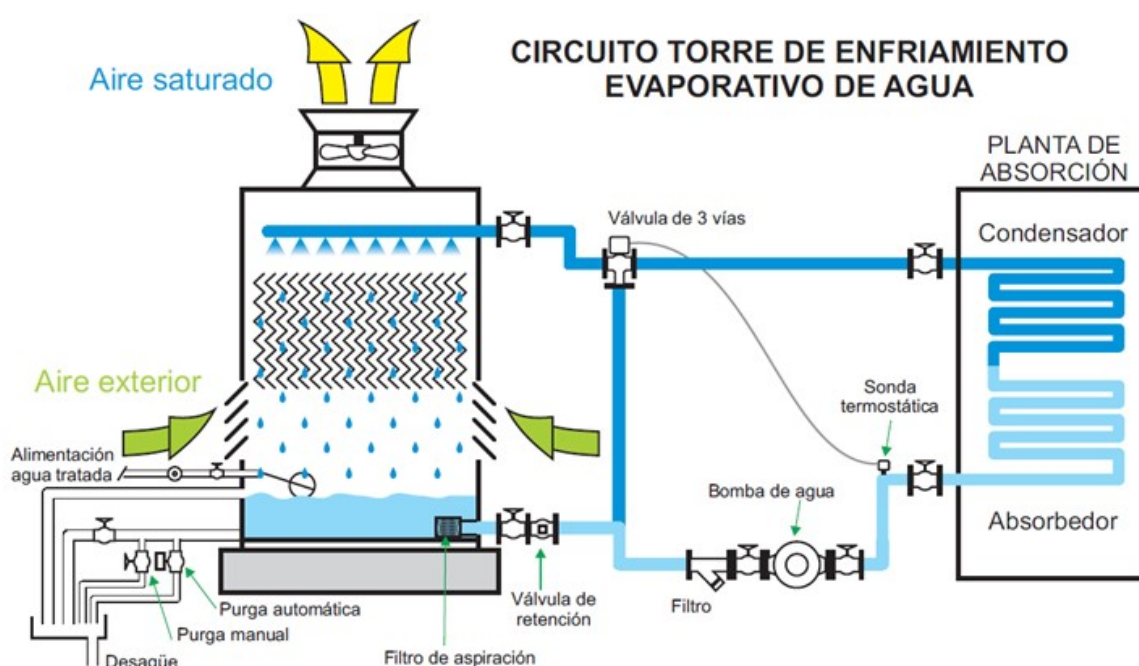 CIRCUITO TORRE DE ENFRIAMIENTO
EVAPORATIVO DE AGUA
Aire saturado
PLANTA DE
ABSORCIÓN
Válvula de 3 vías
Condensador
Aire exterior
Sonda
termostática
Alimentación
agua tratada
Bomba de agua
Absorbedor
Purga automática
Purga manual
Válvula de
retención
Filtro
Desagüe
Filtro de aspiración